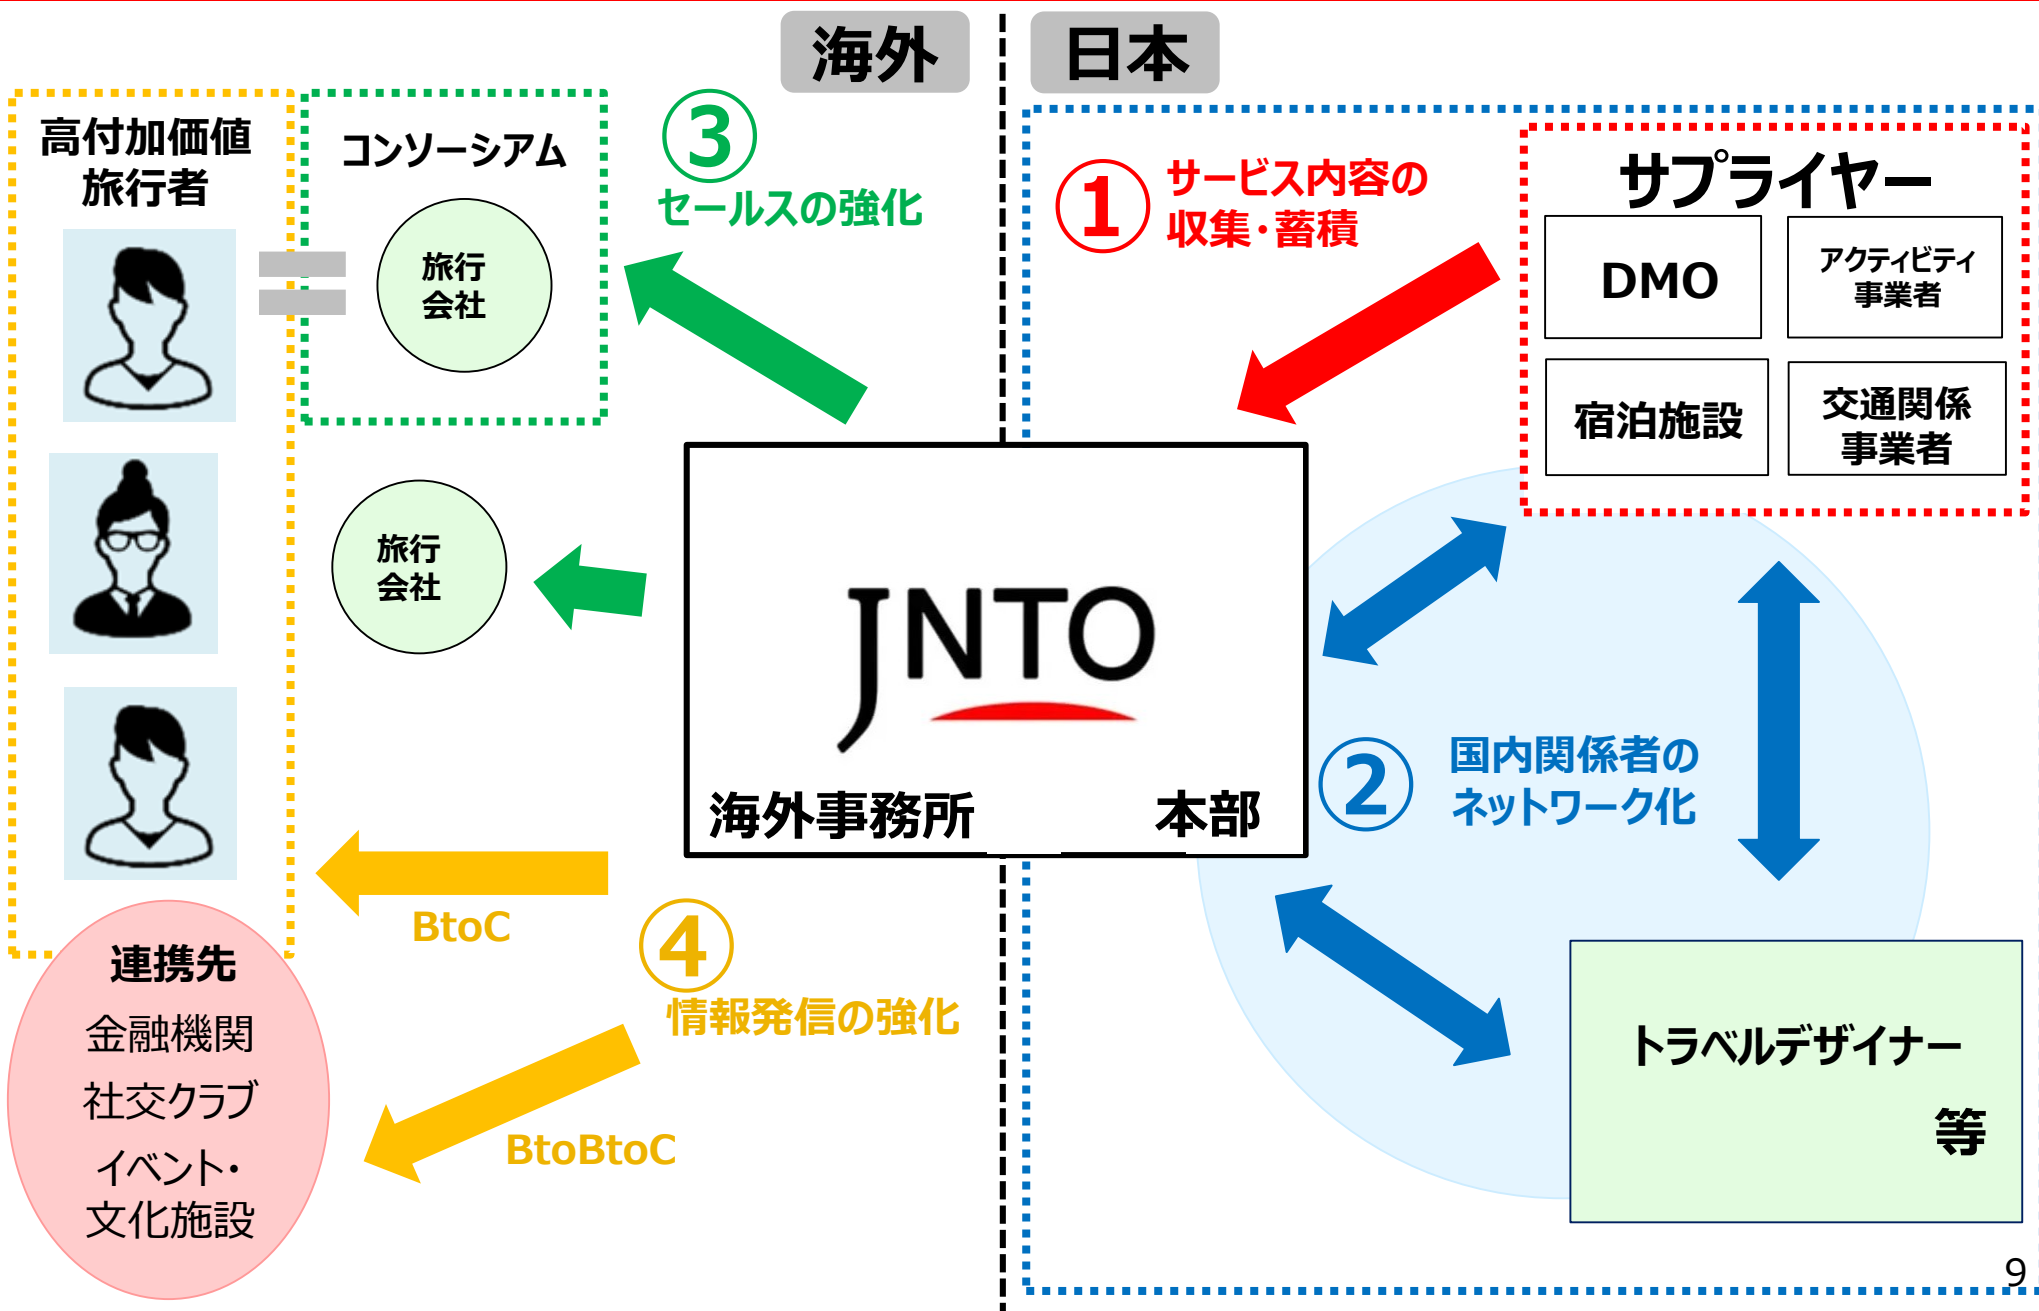 海外
日本
高付加価値
旅行者
コンソーシアム
旅行
会社
③
セールスの強化
①
サービス内容の
収集・蓄積
サプライヤー
DMO
アクティビティ
事業者
宿泊施設
交通関係
事業者
旅行
会社
JNTO
海外事務所
本部
②
国内関係者の
ネットワーク化
BtoC
④
情報発信の強化
BtoBtoC
連携先
金融機関
社交クラブ
イベント・
文化施設
トラベルデザイナー
等
9